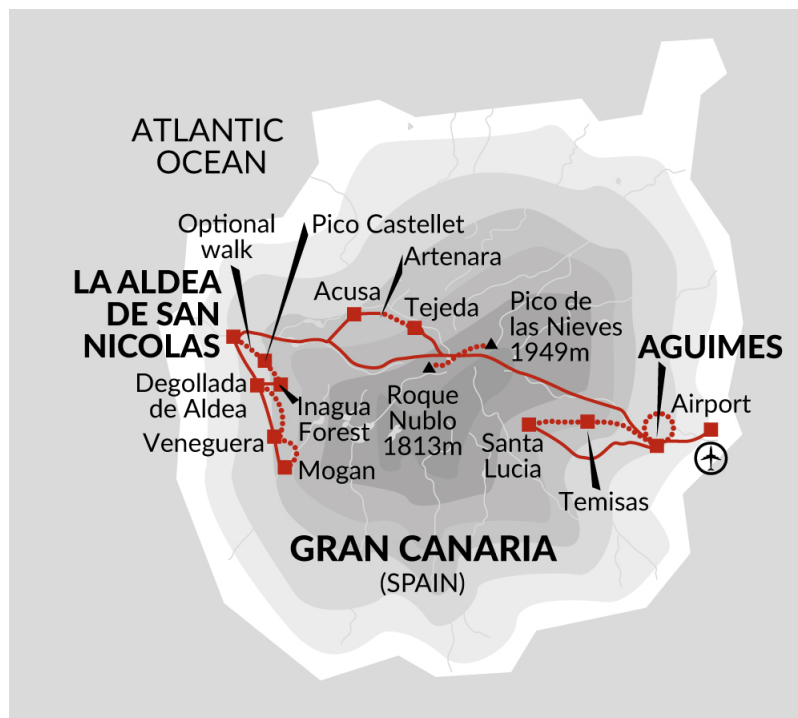 ATLANTIC
OCEAN
Optional
walk
Pico Castellet
Artenara
LA ALDEA
DE SAN
NICOLAS
Acusa
Tejeda
Pico de
las Nieves
1949m
AGUIMES
Degollada
de Aldea
Inagua
Forest
Roque
Nublo
1813m
Airport
Veneguera
Mogan
Santa
Lucia
Temisas
GRAN CANARIA
(SPAIN)